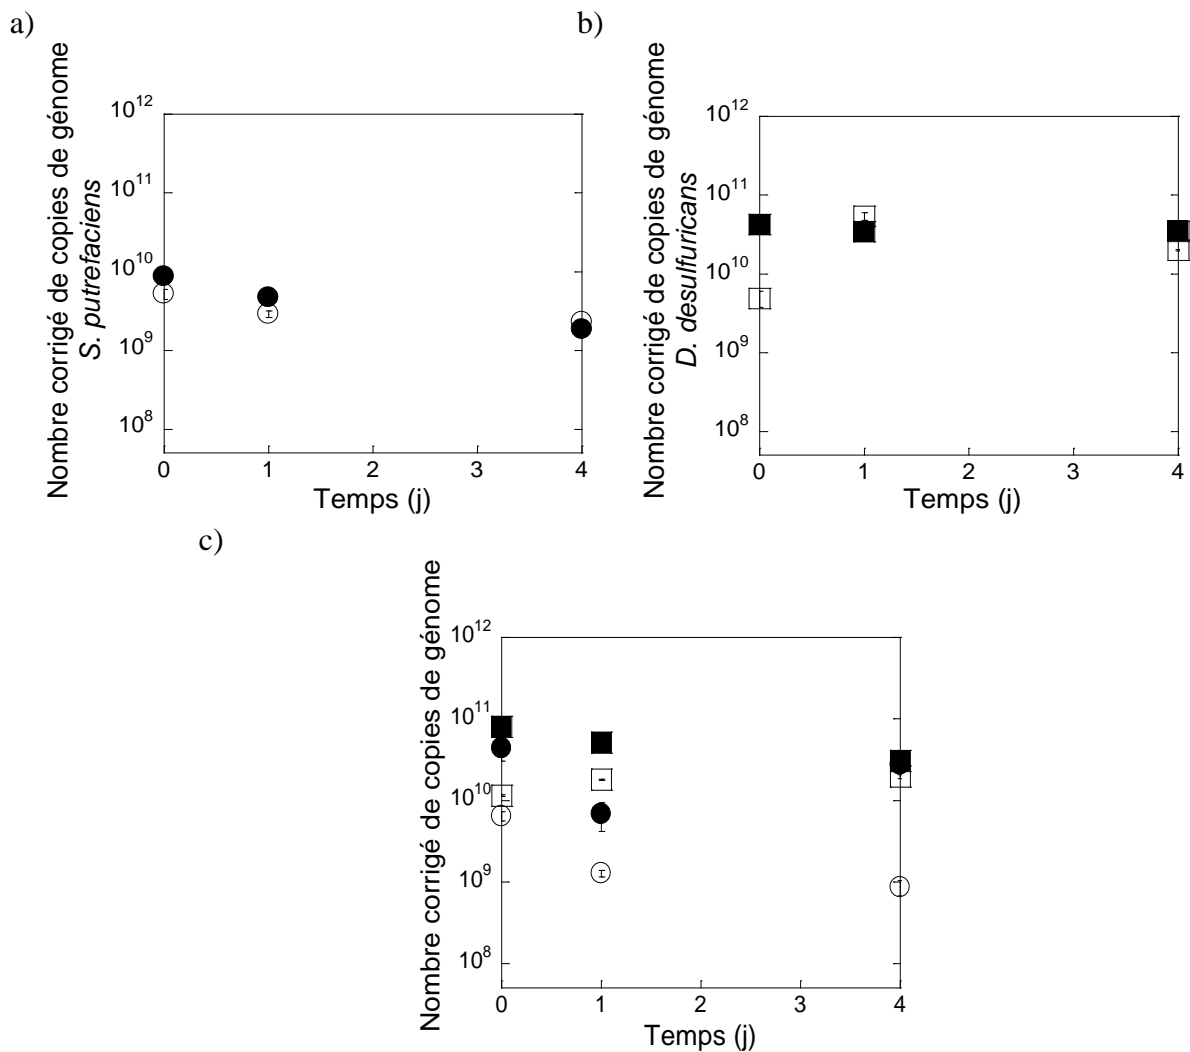 a)
Nombre corrigé de copies de génome
S. putrefaciens
10^12
10^11
10^10
10^9
10^8
0 1 2 3 4
Temps (j)
b)
Nombre corrigé de copies de génome
D. desulfuricans
10^12
10^11
10^10
10^9
10^8
0 1 2 3 4
Temps (j)
c)
Nombre corrigé de copies de génome
10^12
10^11
10^10
10^9
10^8
0 1 2 3 4
Temps (j)